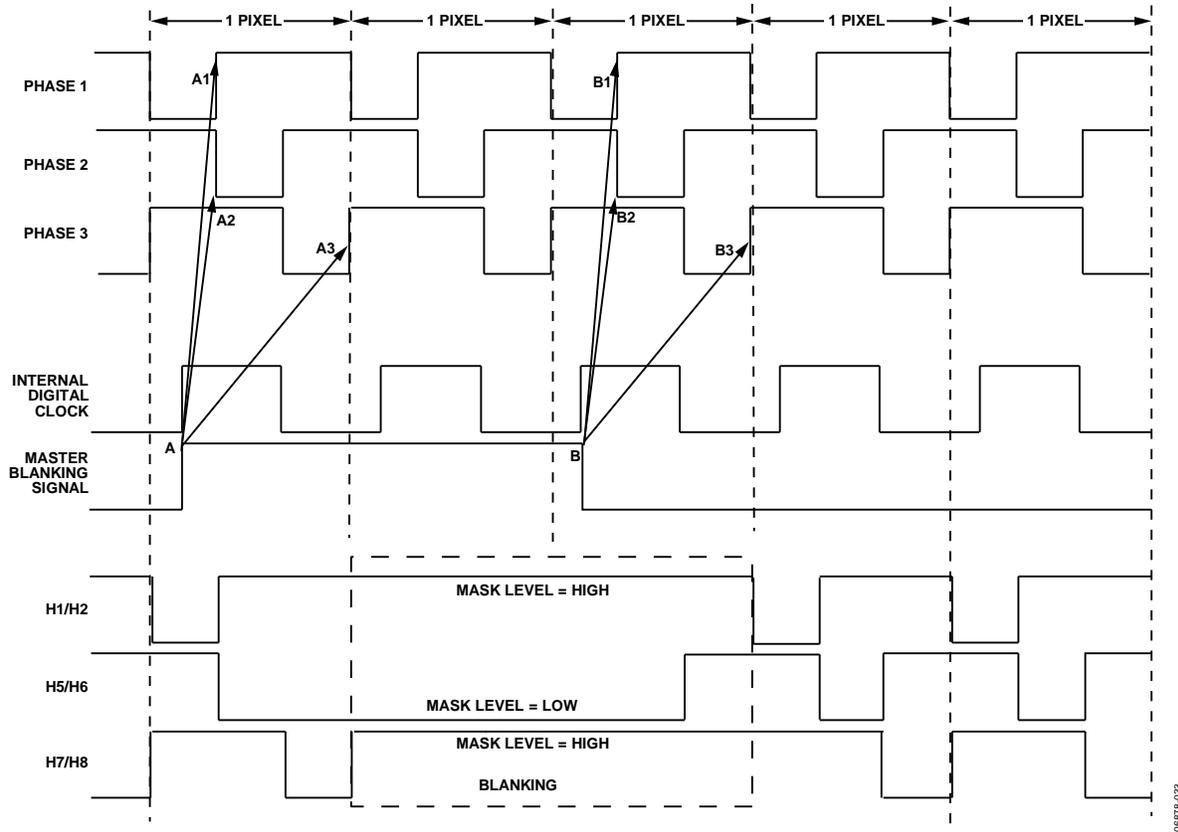 1 PIXEL 1 PIXEL 1 PIXEL 1 PIXEL 1 PIXEL
PHASE 1
A1
B1
PHASE 2
A2
B2
PHASE 3
A3
B3
INTERNAL
DIGITAL
CLOCK
A
B
MASTER
BLANKING
SIGNAL
MASK LEVEL = HIGH
H1/H2
H5/H6
MASK LEVEL = LOW
MASK LEVEL = HIGH
H7/H8
BLANKING
06878-033